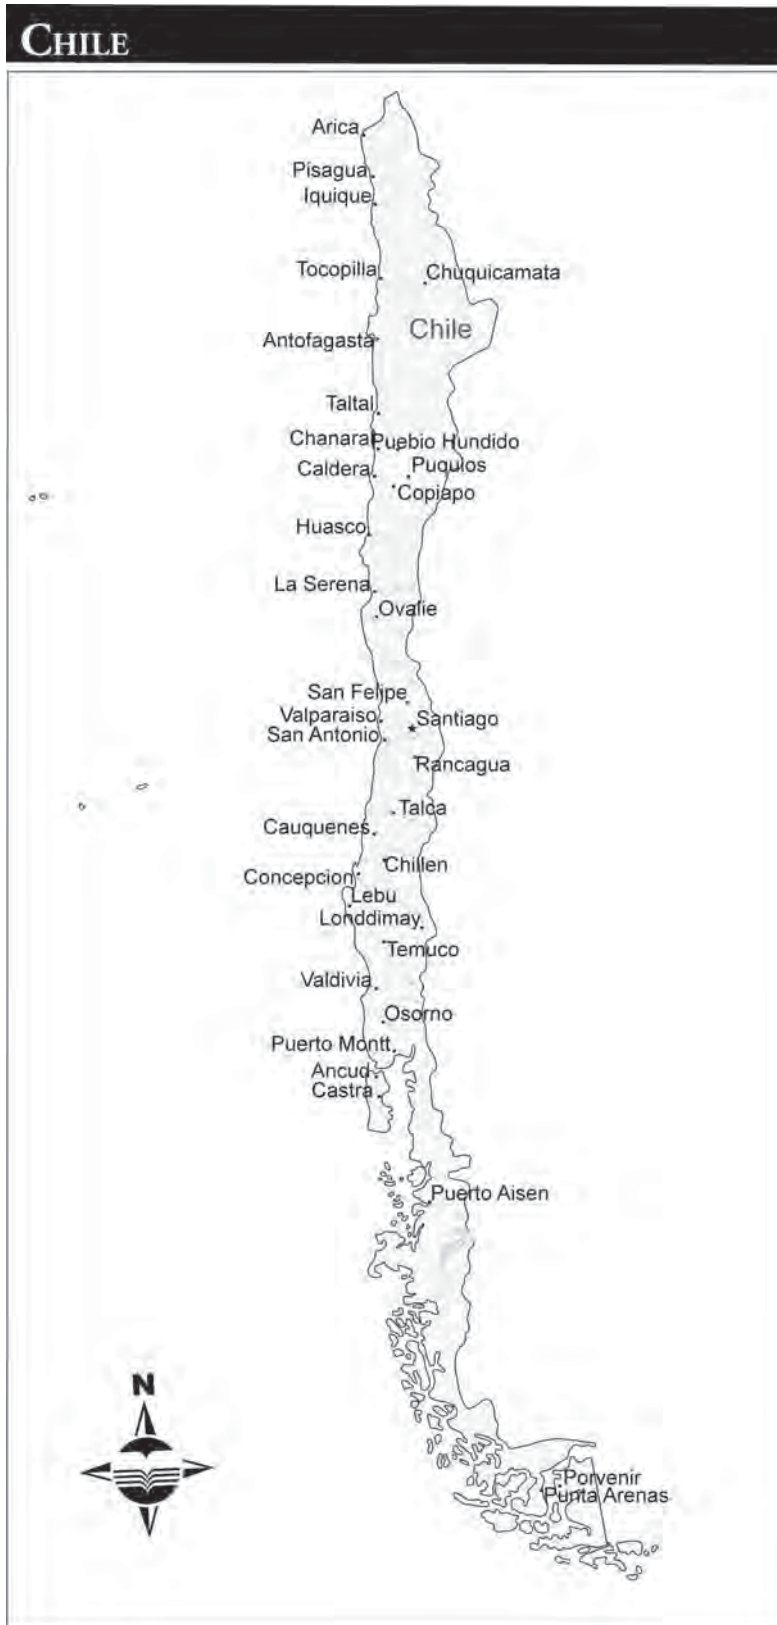 CHILE
Arica
Pisagua
Iquique
Tocopilla
Chuquicamata
Chile
Antofagasta
Taltal
Chanaral
Puebio Hundido
Caldera
Puquios
Copiapo
Huasco
La Serena
Ovalie
San Felipe
Valparaiso
Santiago
San Antonio
Rancagua
Talca
Cauquenes
Chillen
Concepcion
Lebu
Londdimay
Temuco
Valdivia
Osorno
Puerto Montt
Ancud
Castra
Puerto Aisen
N
Porvenir
Punta Arenas